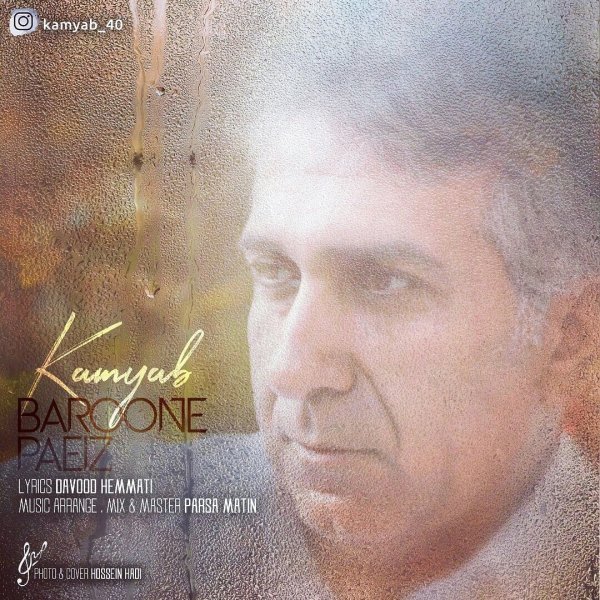 kamyab_40
Kamyab
BAROONE
PAEIZ
LYRICS DAVOOD HEMMATI
MUSIC ARRANGE . MIX & MASTER PARSA MATIN
PHOTO & COVER HOSSEIN HADI